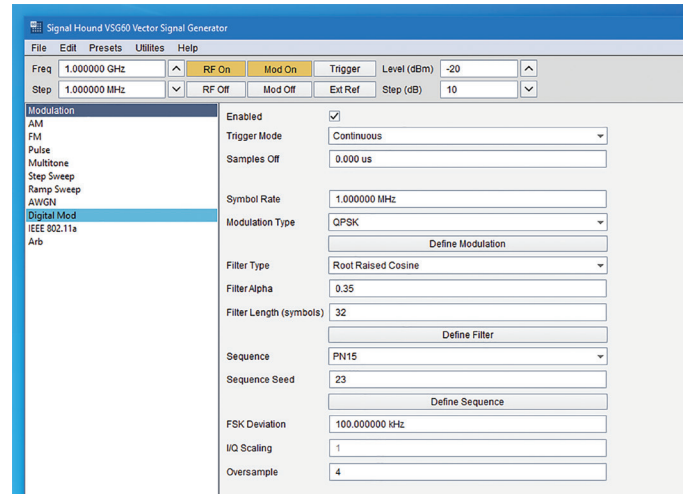 Signal Hound VSG60 Vector Signal Generator
File Edit Presets Utilites Help
Freq 1.000000 GHz RF On Mod On Trigger Level (dBm) -20
Step 1.000000 MHz RF Off Mod Off Ext Ref Step (dB) 10
Modulation
AM
FM
Pulse
Multitone
Step Sweep
Ramp Sweep
AWGN
Digital Mod
IEEE 802.11a
Arb
Enabled
Trigger Mode Continuous
Samples Off 0.000 us
Symbol Rate 1.000000 MHz
Modulation Type QPSK
Define Modulation
Filter Type Root Raised Cosine
Filter Alpha 0.35
Filter Length (symbols) 32
Define Filter
Sequence PN15
Sequence Seed 23
Define Sequence
FSK Deviation 100.000000 kHz
I/Q Scaling 1
Oversample 4